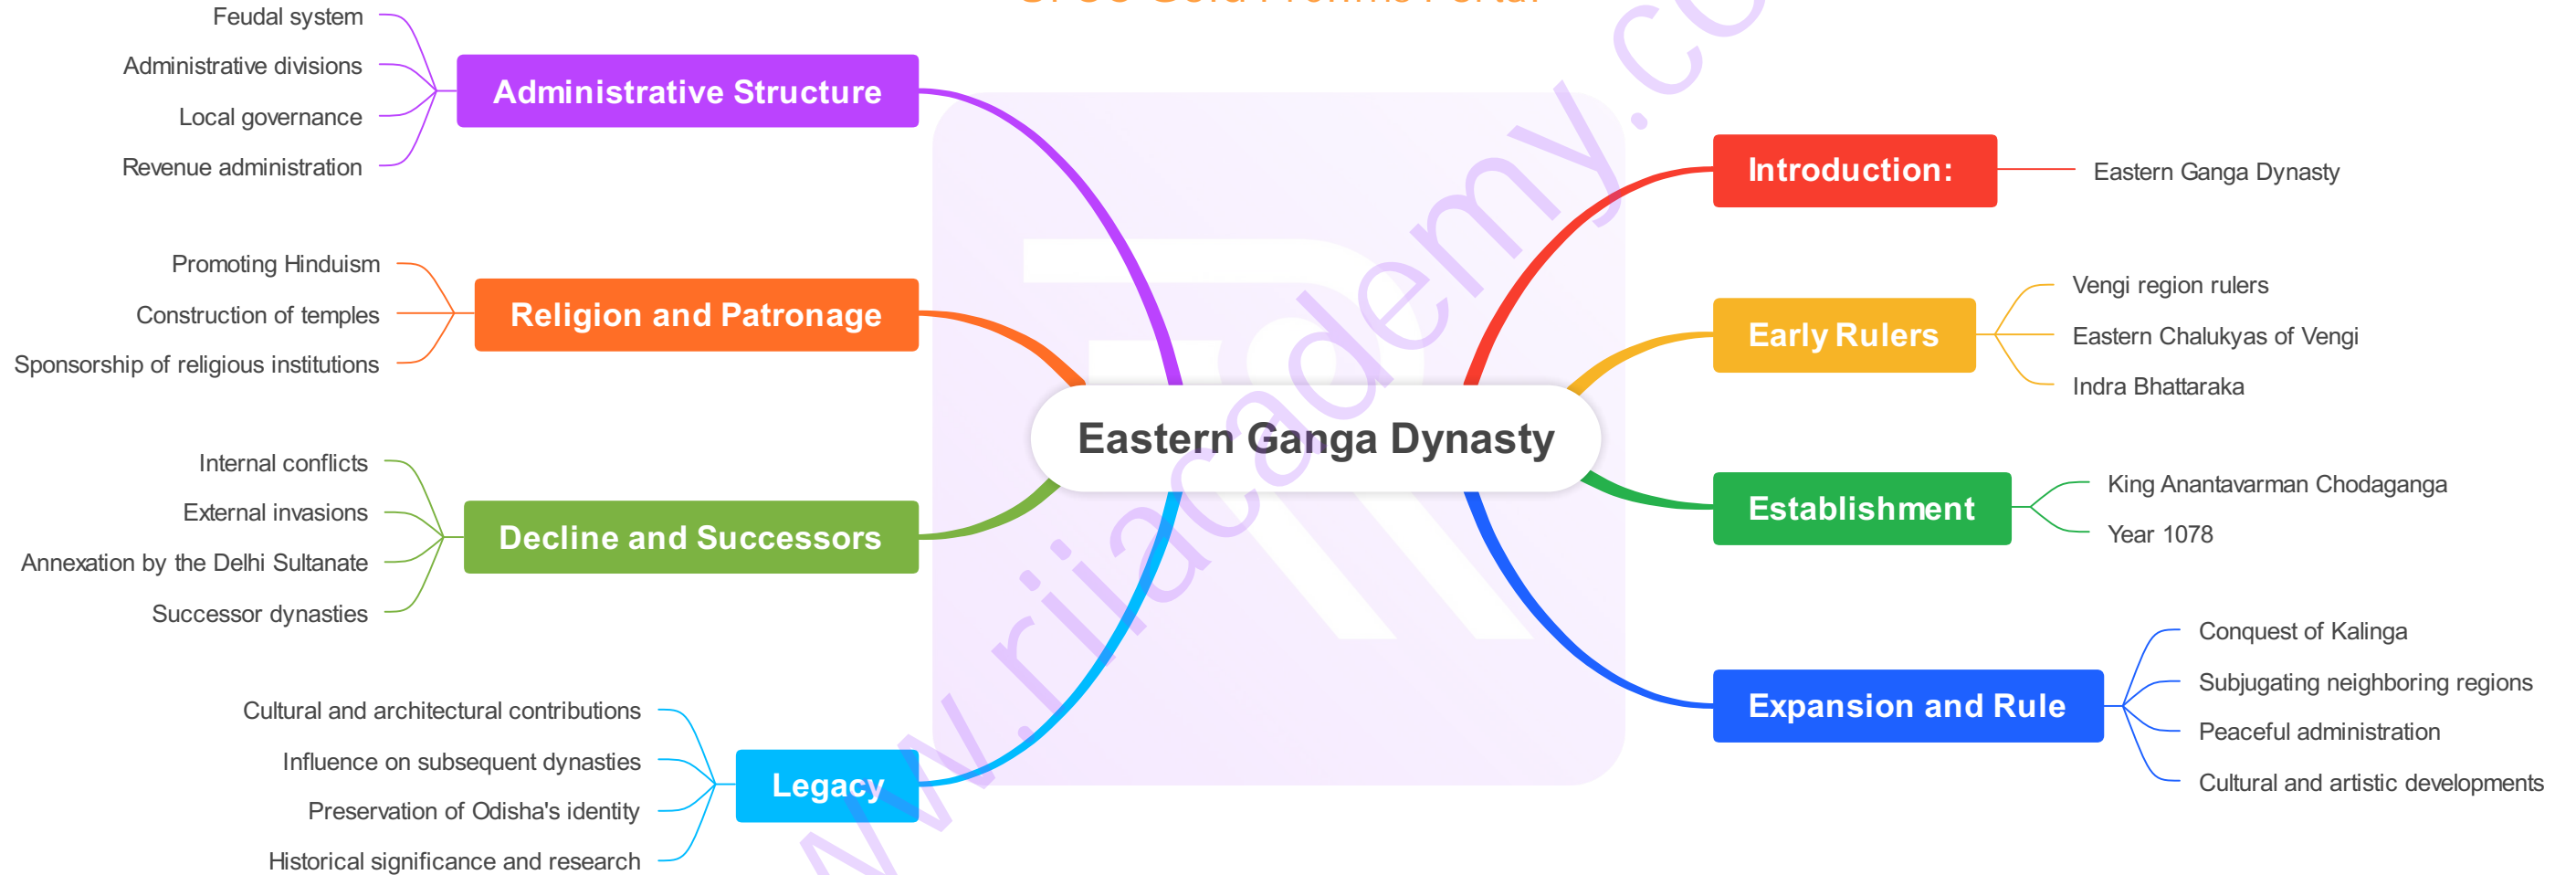 Eastern Ganga Dynasty
Introduction:
Eastern Ganga Dynasty
Early Rulers
Vengi region rulers
Eastern Chalukyas of Vengi
Indra Bhattaraka
Establishment
King Anantavarman Chodaganga
Year 1078
Expansion and Rule
Conquest of Kalinga
Subjugating neighboring regions
Peaceful administration
Cultural and artistic developments
Administrative Structure
Feudal system
Administrative divisions
Local governance
Revenue administration
Religion and Patronage
Promoting Hinduism
Construction of temples
Sponsorship of religious institutions
Decline and Successors
Internal conflicts
External invasions
Annexation by the Delhi Sultanate
Successor dynasties
Legacy
Cultural and architectural contributions
Influence on subsequent dynasties
Preservation of Odisha's identity
Historical significance and research